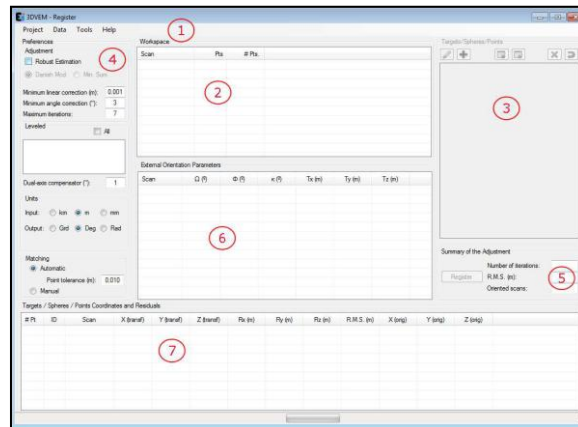 3DVEM - Register
Project Data Tools Help
1
Preferences
Adjustment
Robust Estimation
4
Danish Mod Min. Sum
Minimum linear correction (m): 0.001
Minimum angle correction ("): 3
Maximum iterations: 7
Leveled
All
Dual-axis compensator ("): 1
Units
Input: km m mm
Output: Grd Deg Rad
Matching
Automatic
Point tolerance (m): 0.010
Manual
Workspace
Scan Pts. # Pts.
2
Targets/Spheres/Points
3
External Orientation Parameters
Scan Ω (º) Φ (º) κ (º) Tx (m) Ty (m) Tz (m)
6
Summary of the Adjustment
Number of iterations:
Register R.M.S. (m):
Oriented scans:
5
Targets / Spheres / Points Coordinates and Residuals
# Pt ID Scan X (transf) Y (transf) Z (transf) Rx (m) Ry (m) Rz (m) R.M.S. (m) X (orig) Y (orig) Z (orig)
7